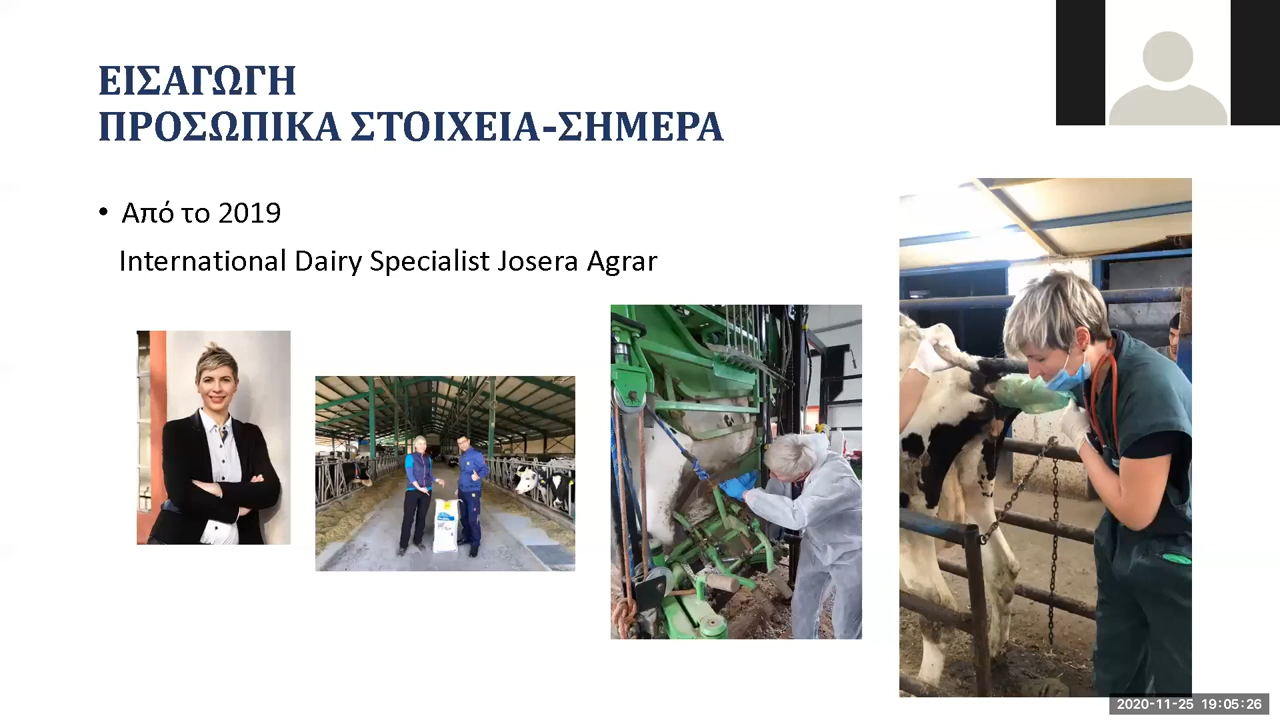 ΕΙΣΑΓΩΓΗ
ΠΡΟΣΩΠΙΚΑ ΣΤΟΙΧΕΙΑ-ΣΗΜΕΡΑ
• Από το 2019
International Dairy Specialist Josera Agrar
2020-11-25 19:05:26